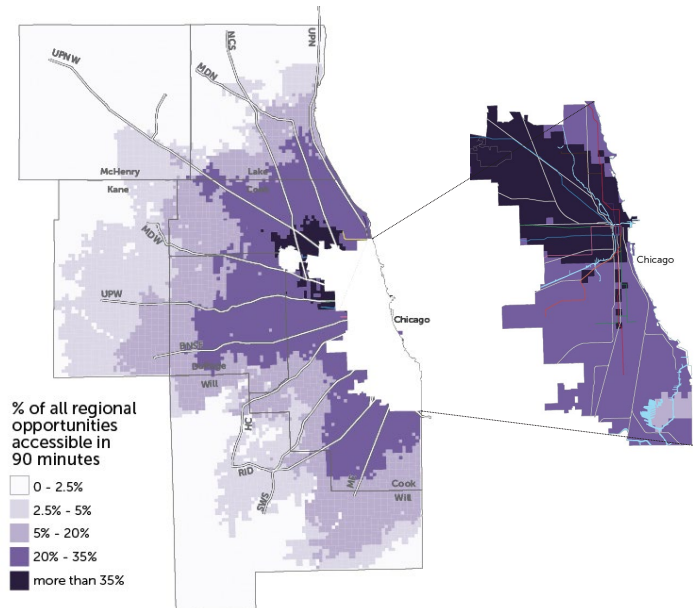 NCS
UPN
UPNW
MDN
McHenry
Lake
Kane
Cook
MDW
UPW
Chicago
Chicago
BNSF
DuPage
Will
HC
RID
ME
SWS
Cook
Will
% of all regional
opportunities
accessible in
90 minutes
0 - 2.5%
2.5% - 5%
5% - 20%
20% - 35%
more than 35%